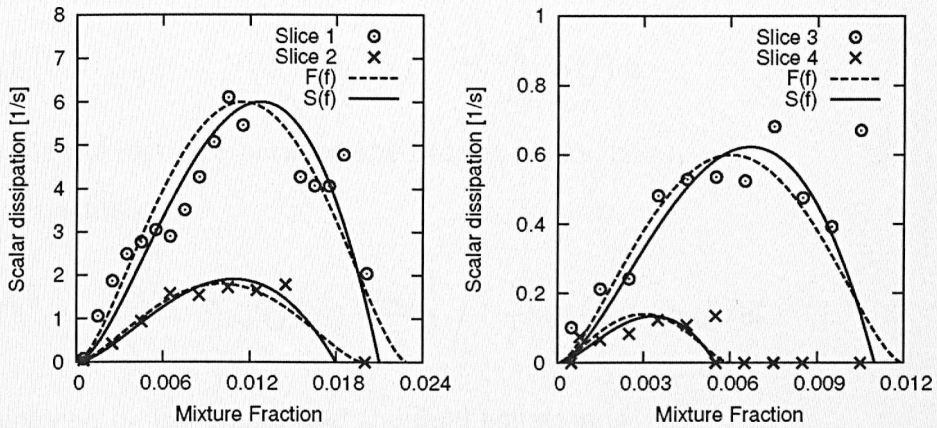 8
7
6
5
4
3
2
1
0
Scalar dissipation [1/s]
Slice 1
Slice 2
F(f)
S(f)
0 0.006 0.012 0.018 0.024
Mixture Fraction
1
0.8
0.6
0.4
0.2
0
Scalar dissipation [1/s]
Slice 3
Slice 4
F(f)
S(f)
0 0.003 0.006 0.009 0.012
Mixture Fraction